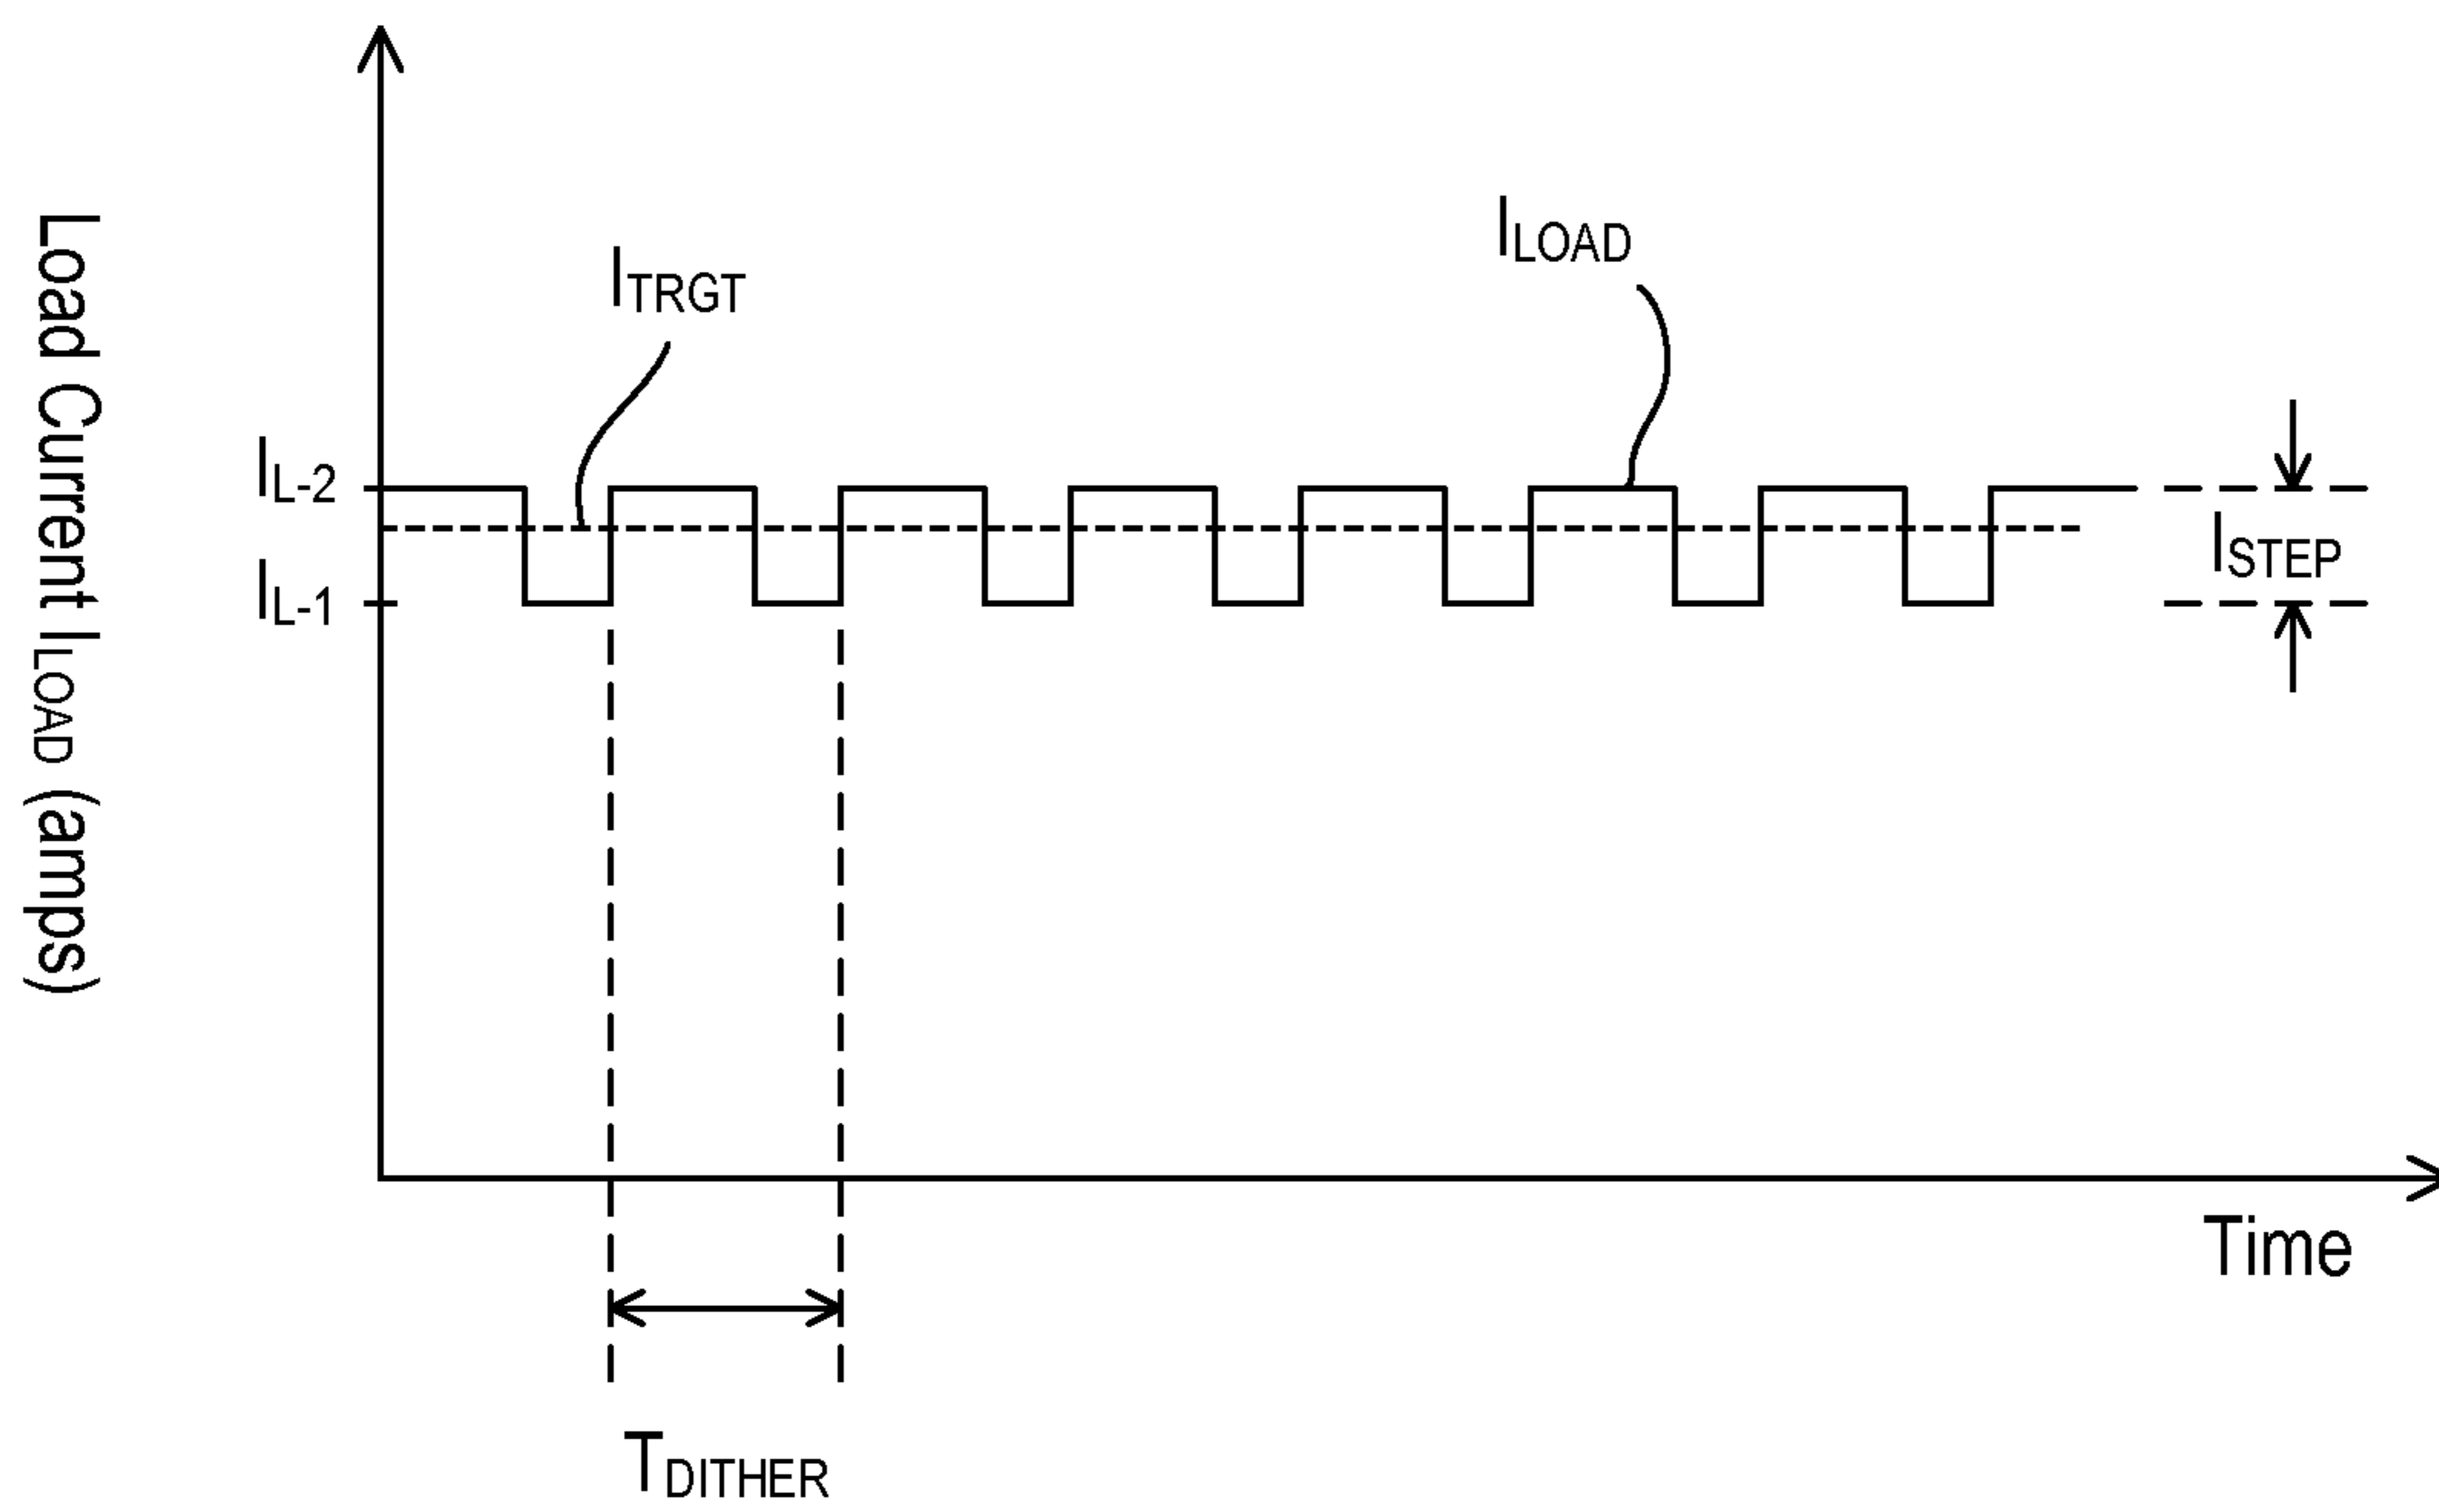 Load Current ILOAD (amps)
ITRGT
ILOAD
IL-2
IL-1
ISTEP
Time
TDITHER